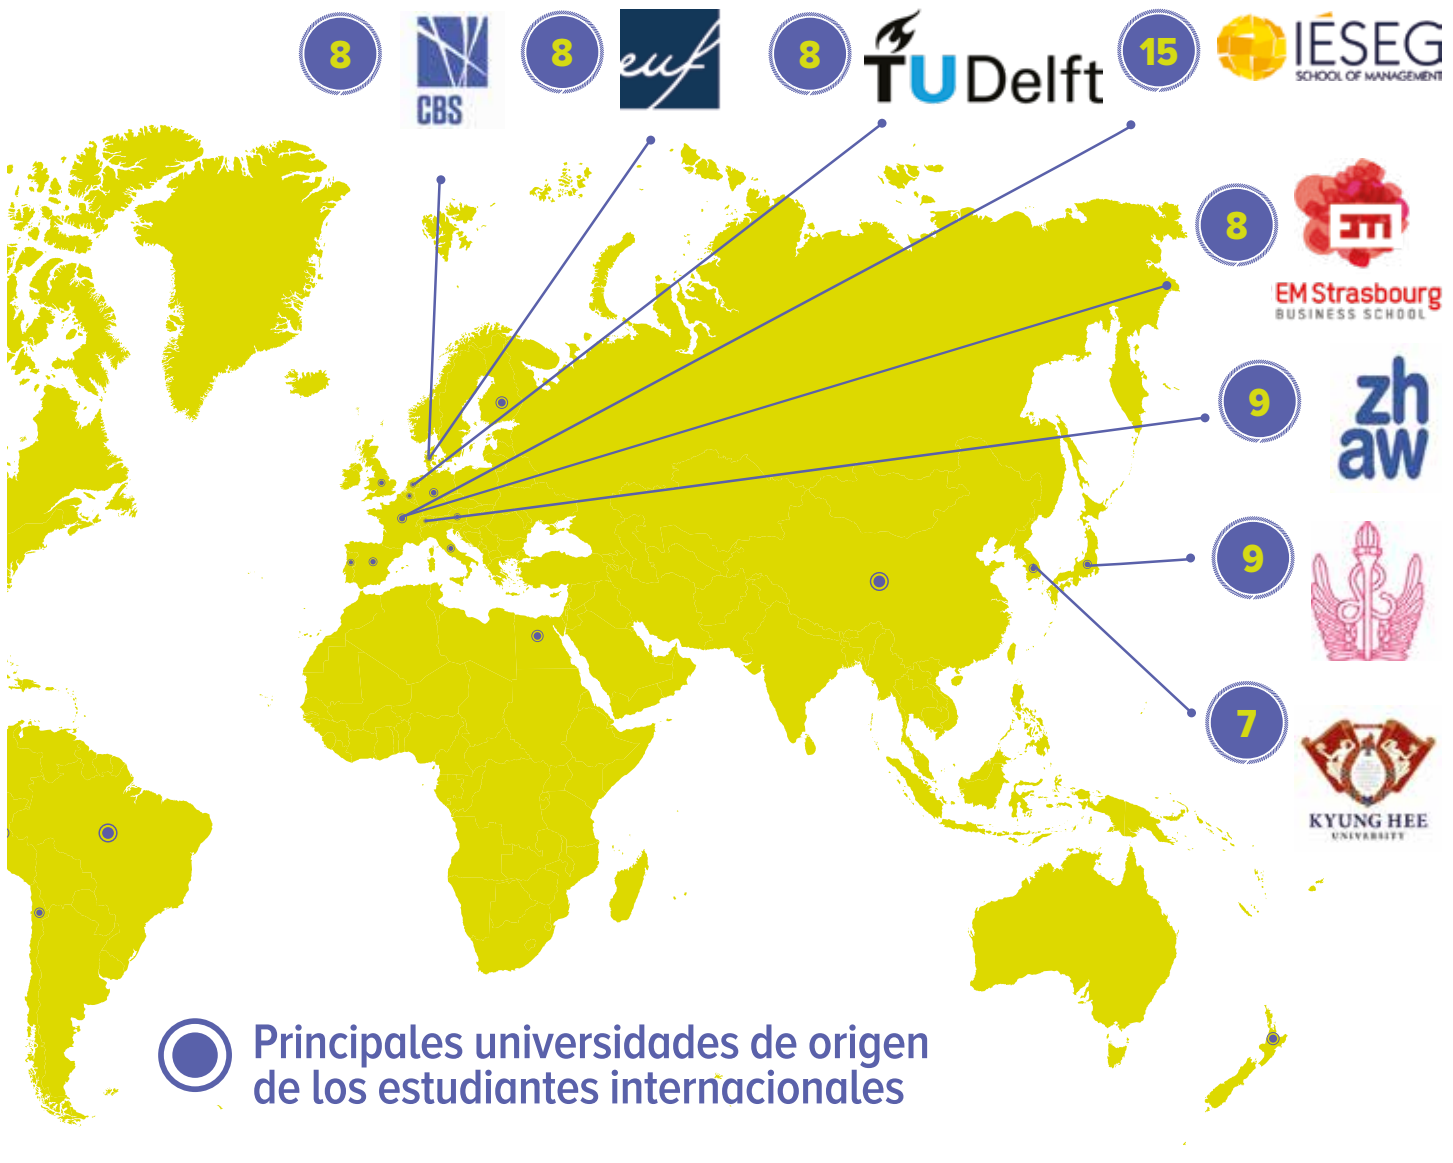 8
CBS
8
euf
8
TU Delft
15
IÉSEG
SCHOOL OF MANAGEMENT
8
EM Strasbourg
BUSINESS SCHOOL
9
zh
aw
9
7
KYUNG HEE
UNIVERSITY
Principales universidades de origen
de los estudiantes internacionales